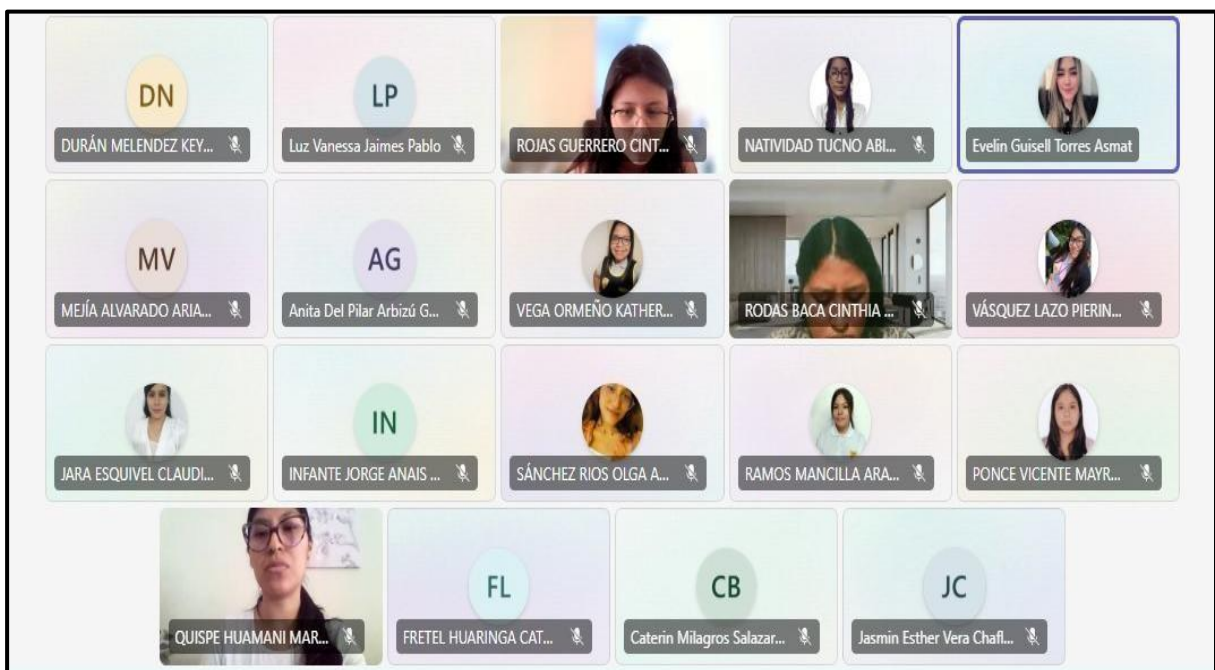 DN
DURÁN MELENDEZ KEY...
LP
Luz Vanessa Jaimes Pablo
ROJAS GUERRERO CINT...
NATIVIDAD TUCNO ABI...
Evelin Guisell Torres Asmat
MV
MEJÍA ALVARADO ARIA...
AG
Anita Del Pilar Arbizú G...
VEGA ORMEÑO KATHER...
RODAS BACA CINTHIA ...
VÁSQUEZ LAZO PIERIN...
JARA ESQUIVEL CLAUDI...
IN
INFANTE JORGE ANAIS ...
SÁNCHEZ RIOS OLGA A...
RAMOS MANCILLA ARA...
PONCE VICENTE MAYR...
QUISPE HUAMANI MAR...
FL
FRETEL HUARINGA CAT...
CB
Caterin Milagros Salazar...
JC
Jasmin Esther Vera Chafl...